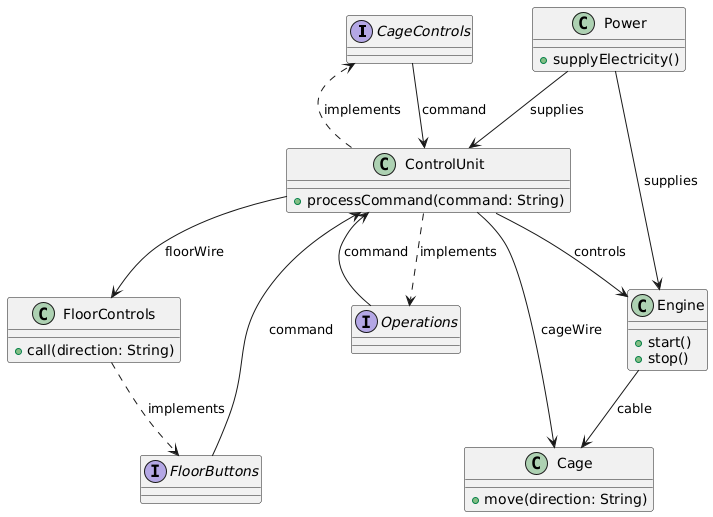 I CageControls
C Power
+ supplyElectricity()
implements
command
supplies
C ControlUnit
+ processCommand(command: String)
supplies
floorWire
command
implements
controls
C FloorControls
+ call(direction: String)
I Operations
command
cageWire
C Engine
+ start()
+ stop()
implements
cable
I FloorButtons
C Cage
+ move(direction: String)